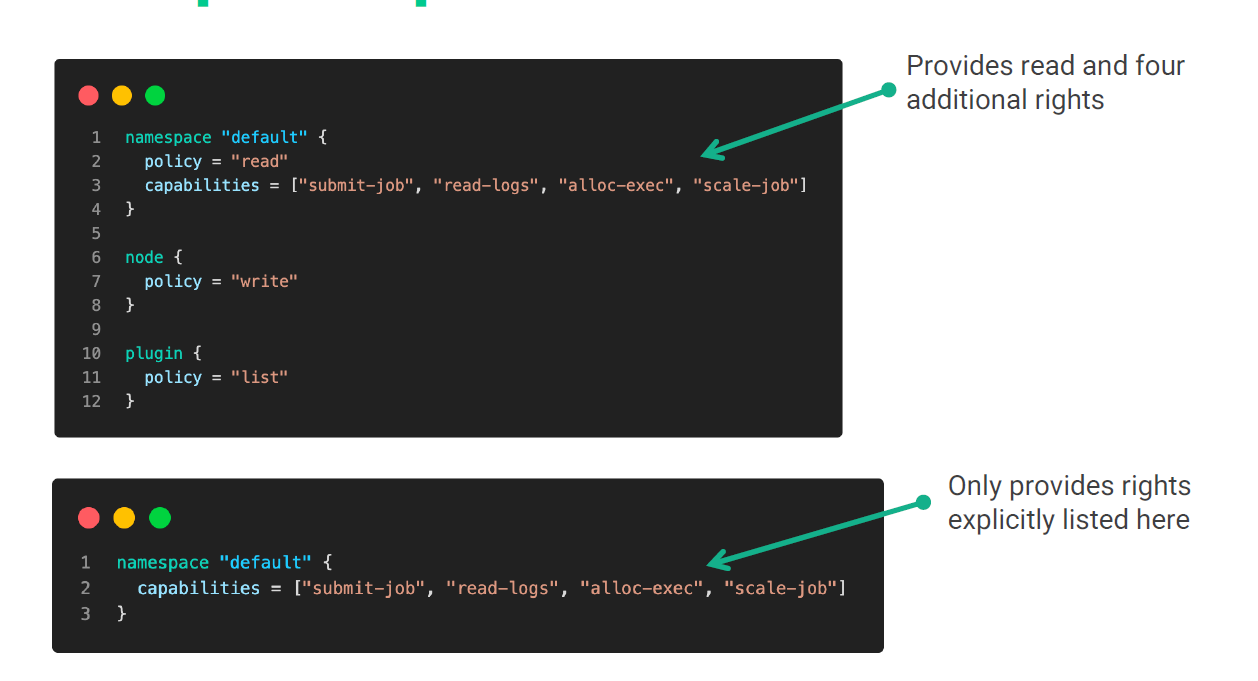 Provides read and four
additional rights
1 namespace "default" {
2 policy = "read"
3 capabilities = ["submit-job", "read-logs", "alloc-exec", "scale-job"]
4 }
5
6 node {
7 policy = "write"
8 }
9
10 plugin {
11 policy = "list"
12 }
Only provides rights
explicitly listed here
1 namespace "default" {
2 capabilities = ["submit-job", "read-logs", "alloc-exec", "scale-job"]
3 }